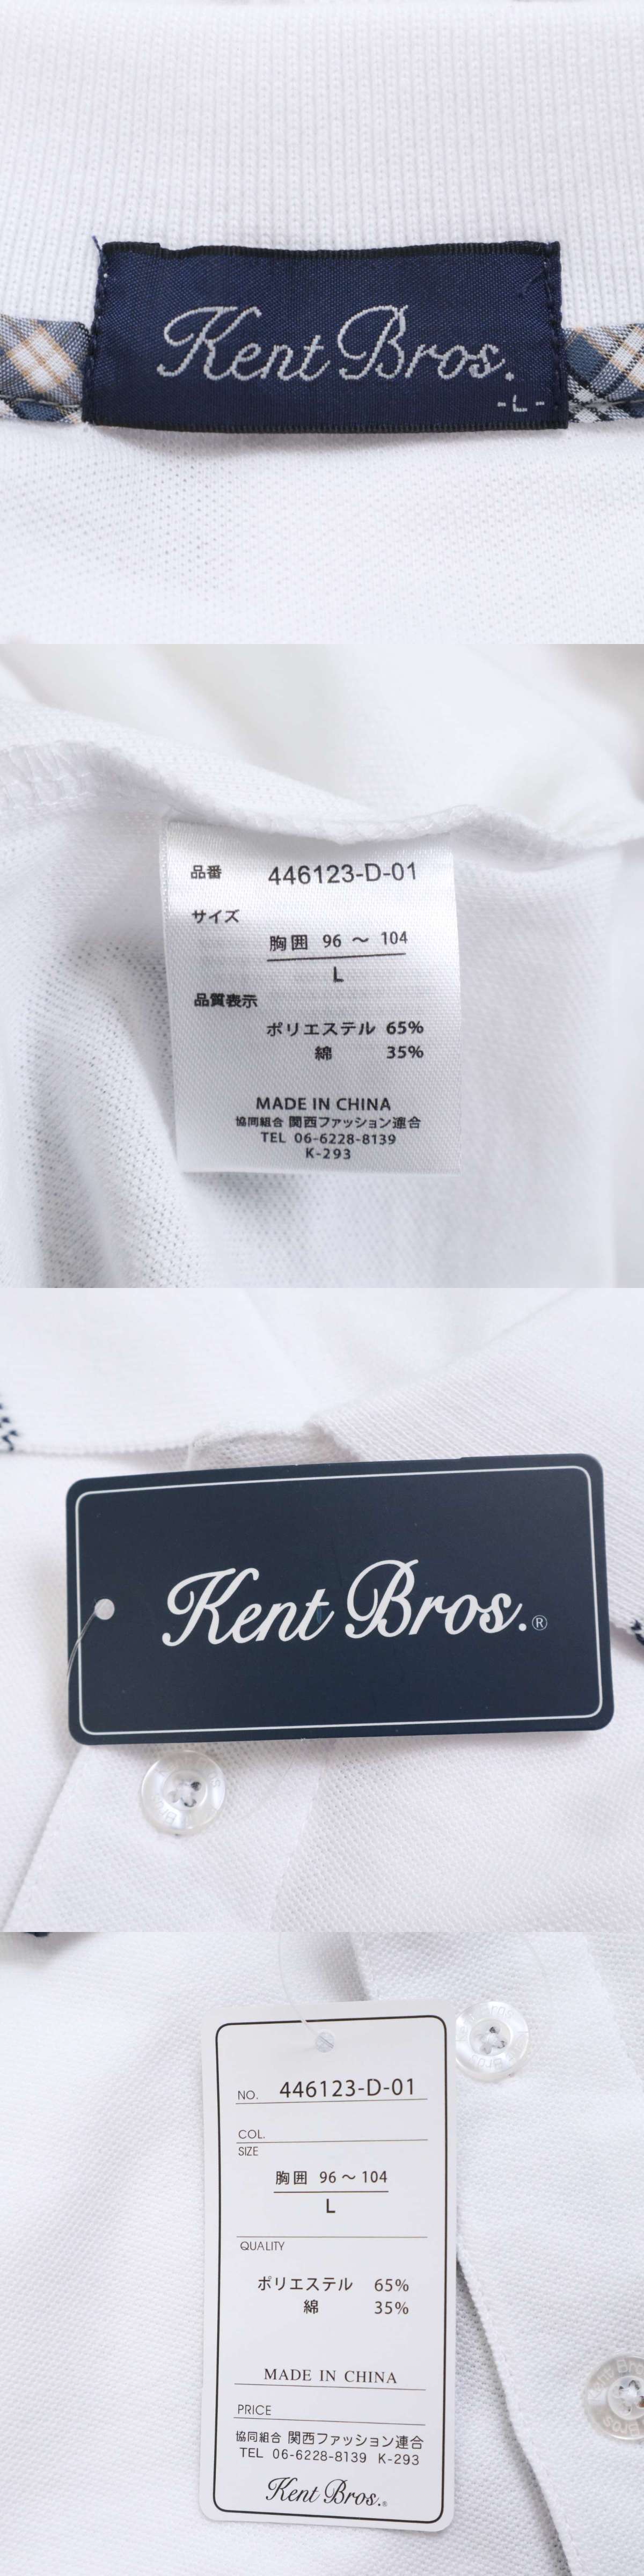 Kent Bros.
-L-
品番 446123-D-01
サイズ
胸囲 96 〜 104
L
品質表示
ポリエステル 65%
綿 35%
MADE IN CHINA
協同組合 関西ファッション連合
TEL 06-6228-8139
K-293
Kent Bros.®
NO. 446123-D-01
COL.
SIZE
胸囲 96 〜 104
L
QUALITY
ポリエステル 65%
綿 35%
MADE IN CHINA
PRICE
協同組合 関西ファッション連合
TEL 06-6228-8139 K-293
Kent Bros.®